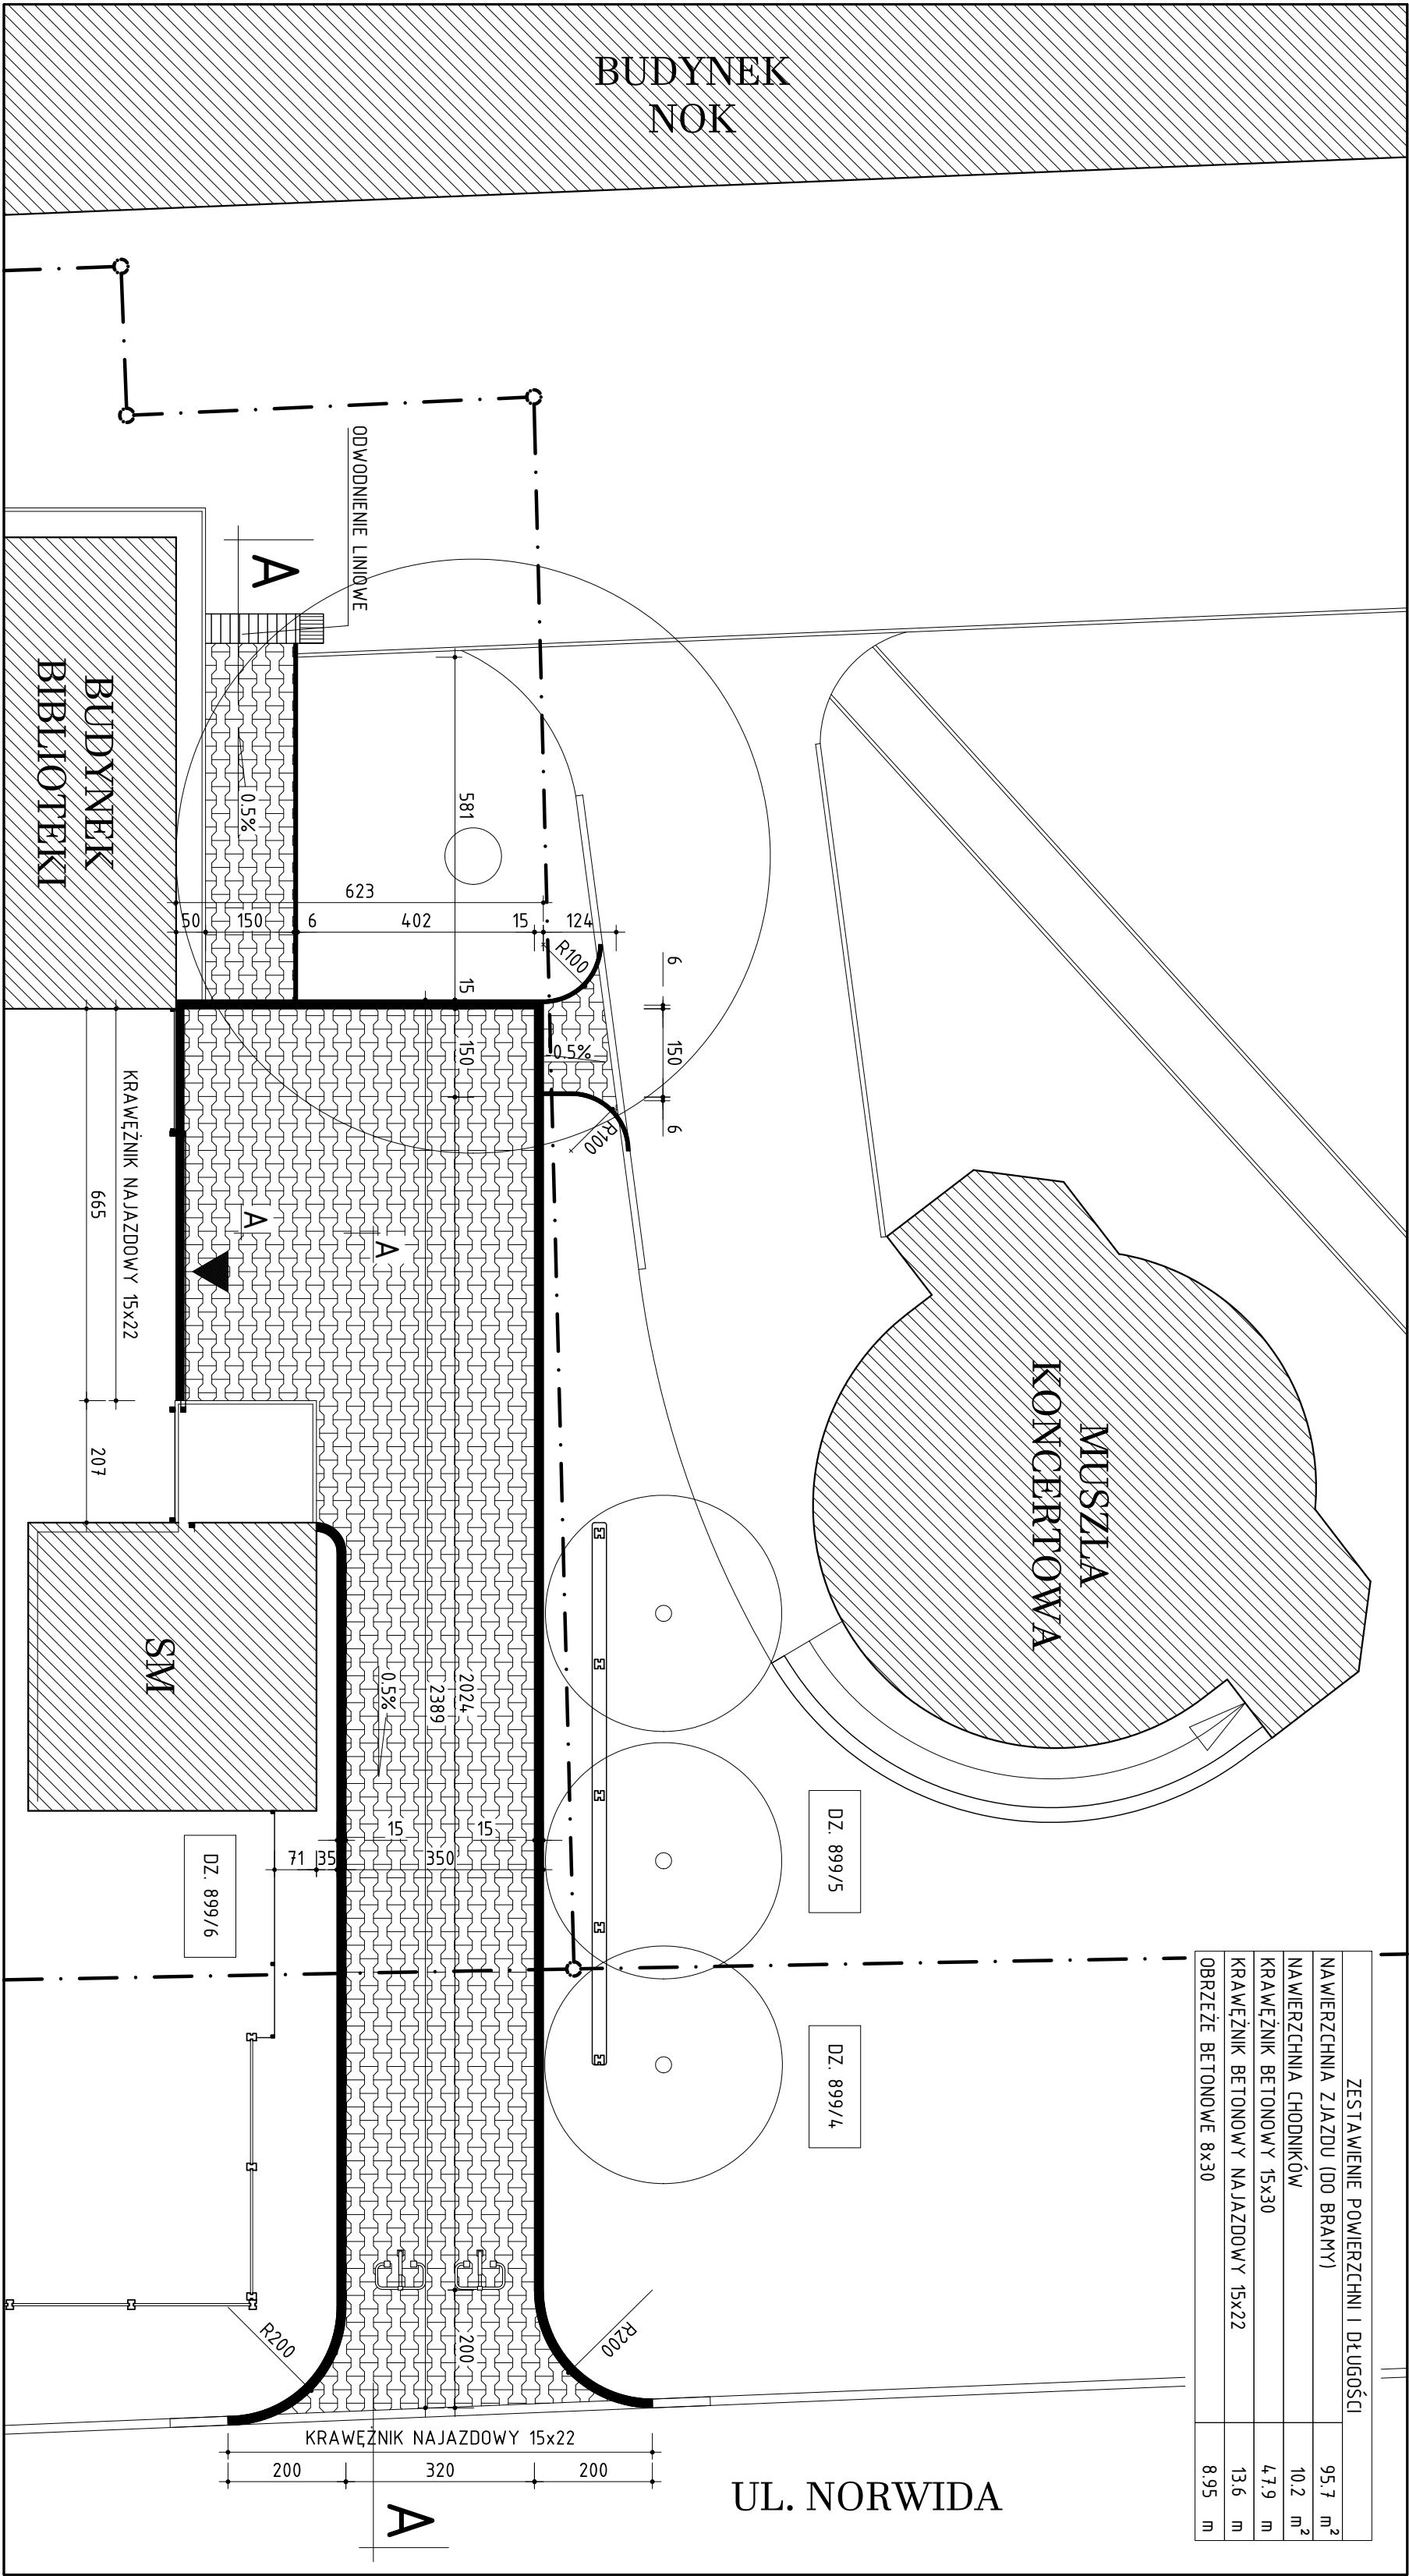 BUDYNEK
NOK
ODWODNIENIE LINIOWE
A
BUDYNEK
BIBLIOTEKI
0.5%
581
623
50
150
6
402
15
124
R100
15
150
0.5%
6
150
6
R100
KRAWĘŻNIK NAJAZDOWY 15x22
665
207
A
A
MUSZLA
KONCERTOWA
SM
0.5%
2024
2389
15
15
71
35
350
DZ. 899/5
DZ. 899/6
DZ. 899/4
ZESTAWIENIE POWIERZCHNI I DŁUGOŚCI
NAWIERZCHNIA ZJAZDU (DO BRAMY) 95.7 m²
NAWIERZCHNIA CHODNIKÓW 10.2 m²
KRAWĘŻNIK BETONOWY 15x30 47.9 m
KRAWĘŻNIK BETONOWY NAJAZDOWY 15x22 13.6 m
OBRZEŻE BETONOWE 8x30 8.95 m
R200
200
R200
KRAWĘŻNIK NAJAZDOWY 15x22
200
320
200
A
UL. NORWIDA